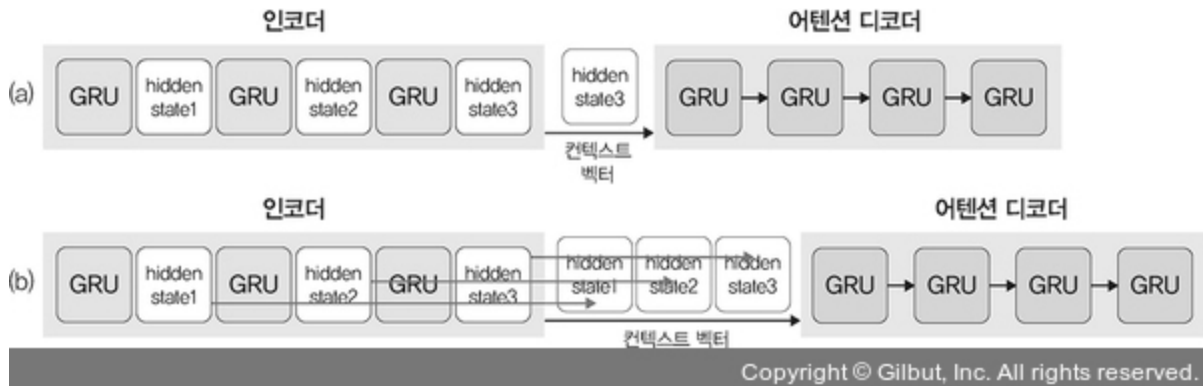 인코더
어텐션 디코더
(a)
GRU
hidden
state1
GRU
hidden
state2
GRU
hidden
state3
hidden
state3
컨텍스트
벡터
GRU
GRU
GRU
GRU
인코더
어텐션 디코더
(b)
GRU
hidden
state1
GRU
hidden
state2
GRU
hidden
state3
hidden
state1
hidden
state2
hidden
state3
컨텍스트 벡터
GRU
GRU
GRU
GRU
Copyright © Gilbut, Inc. All rights reserved.